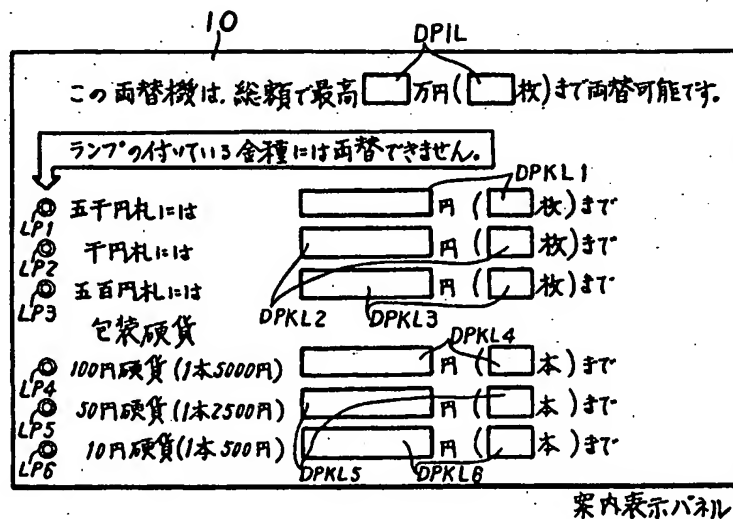 10
DPIL
この両替機は、総額で最高 万円( 枚)まで両替可能です。
ランプの付いている金種には両替できません。
DPKL1
LP1 五千円札には 円 ( 枚)まで
LP2 千円札には 円 ( 枚)まで
LP3 五百円札には 円 ( 枚)まで
DPKL2 DPKL3
包装硬貨
DPKL4
LP4 100円硬貨(1本5000円) 円 ( 本)まで
LP5 50円硬貨(1本2500円) 円 ( 本)まで
LP6 10円硬貨(1本500円) 円 ( 本)まで
DPKL5 DPKL6
案内表示パネル